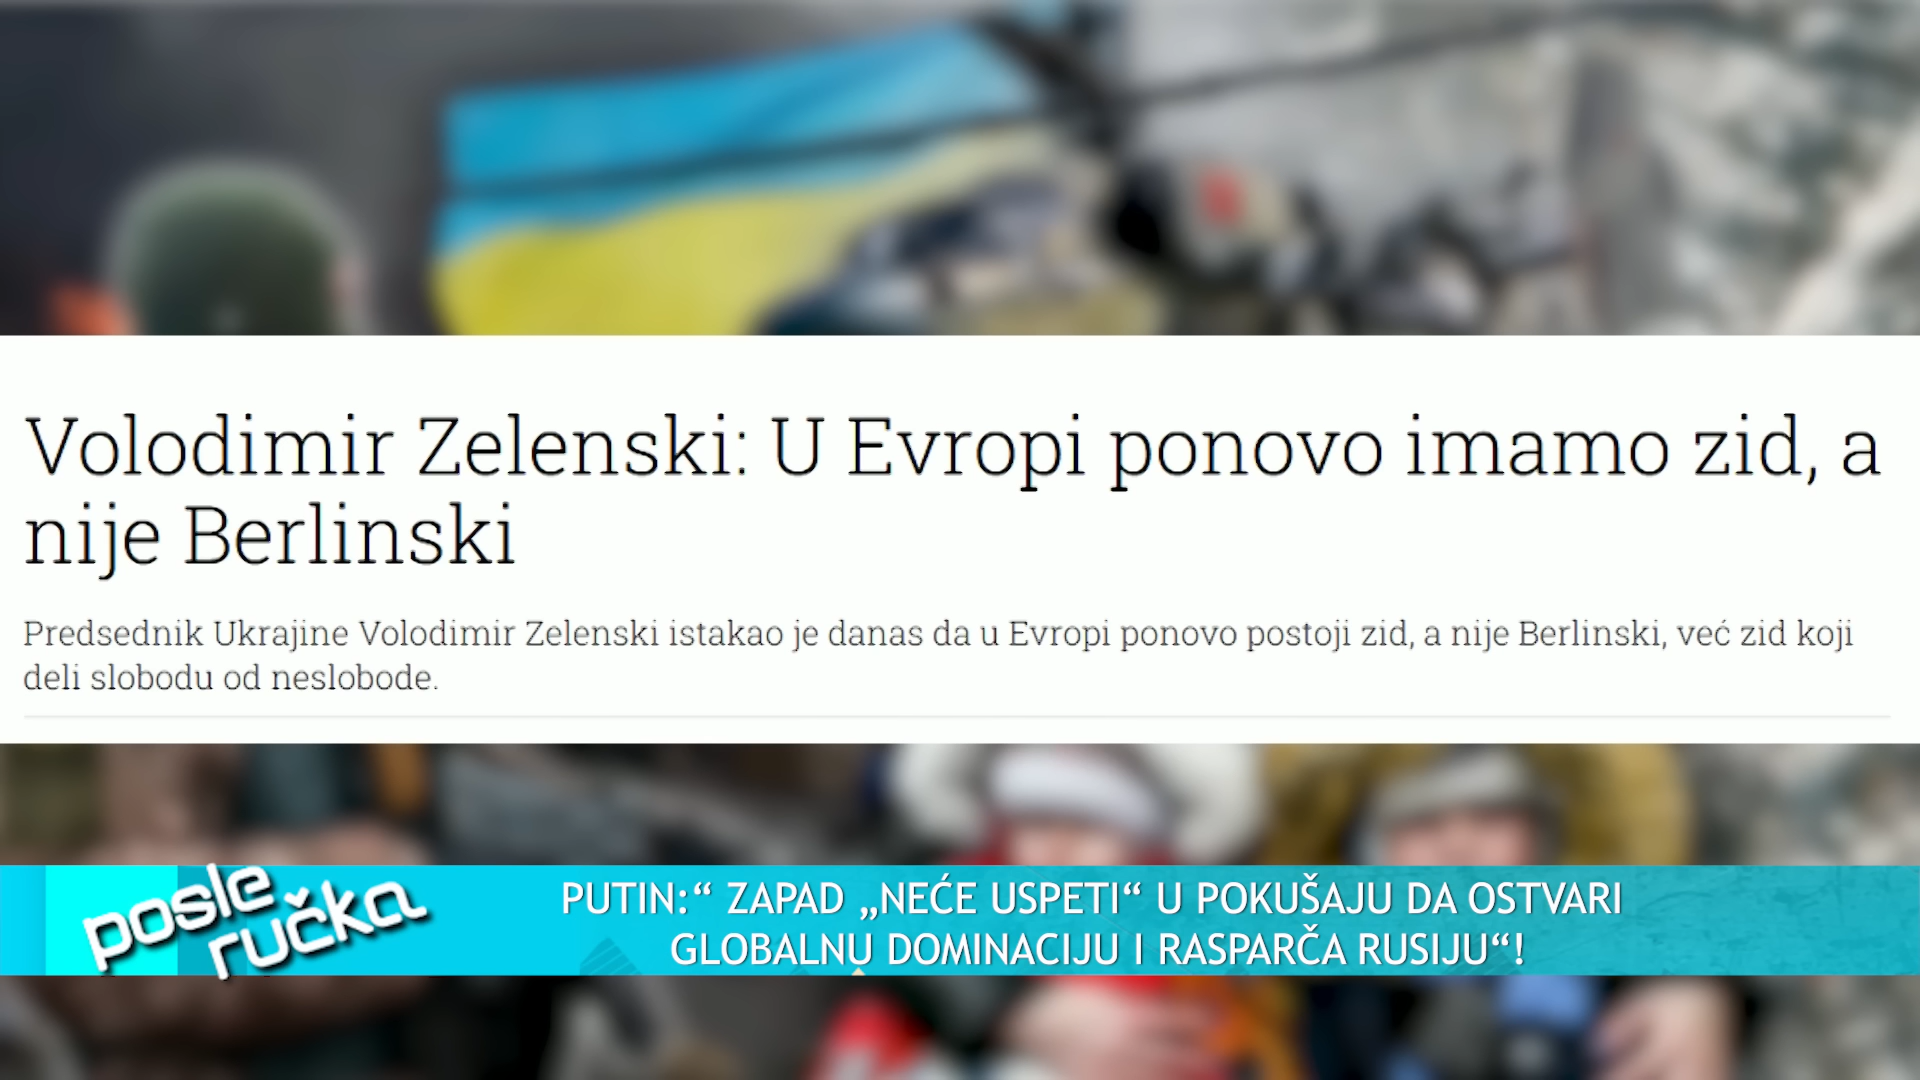 Volodimir Zelenski: U Evropi ponovo imamo zid, a
nije Berlinski
Predsednik Ukrajine Volodimir Zelenski istakao je danas da u Evropi ponovo postoji zid, a nije Berlinski, već zid koji
deli slobodu od neslobode.
posle
ručka
PUTIN:“ ZAPAD „NEĆE USPETI“ U POKUŠAJU DA OSTVARI
GLOBALNU DOMINACIJU I RASPARČA RUSIJU“!